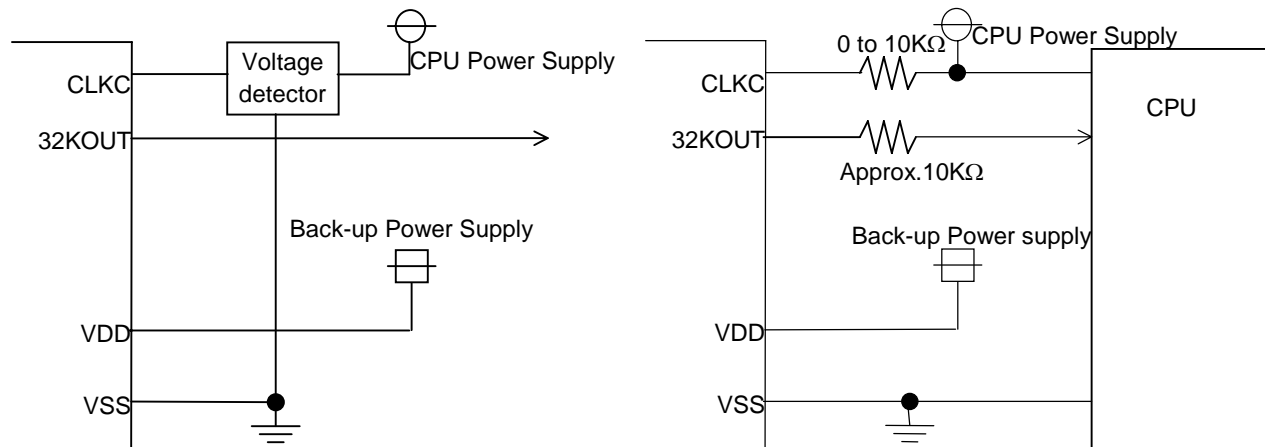 CLKC
Voltage
detector
CPU Power Supply
32KOUT
Back-up Power Supply
VDD
VSS
0 to 10KΩ
CPU Power Supply
CLKC
CPU
32KOUT
Approx.10KΩ
Back-up Power supply
VDD
VSS